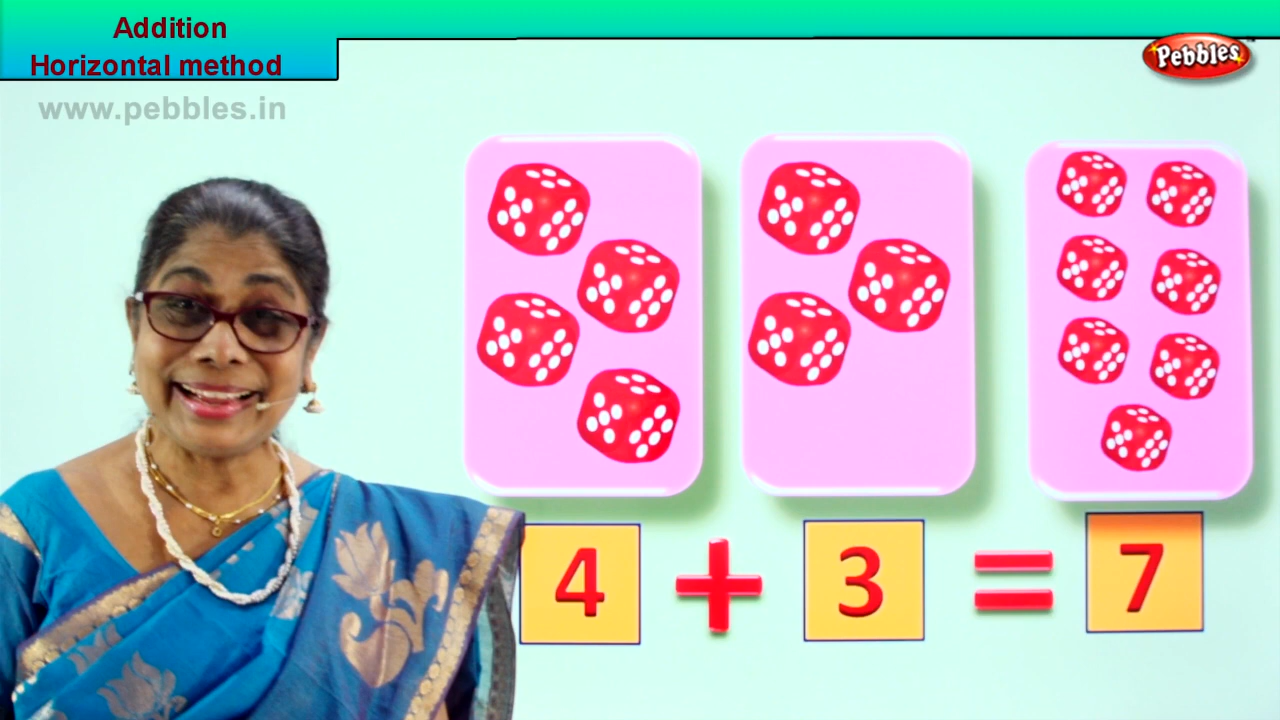 Addition
Horizontal method
Pebbles
www.pebbles.in
4 + 3 = 7